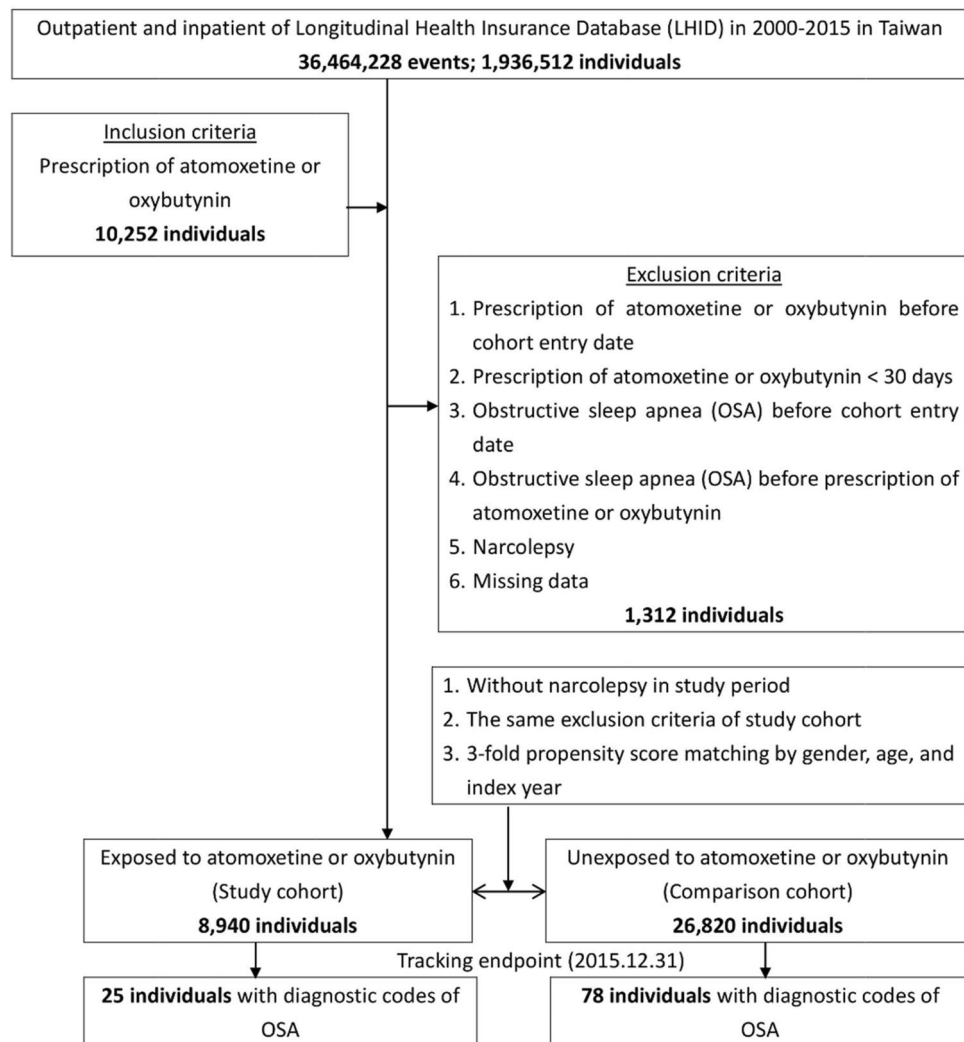 Outpatient and inpatient of Longitudinal Health Insurance Database (LHID) in 2000-2015 in Taiwan
36,464,228 events; 1,936,512 individuals
Inclusion criteria
Prescription of atomoxetine or
oxybutynin
10,252 individuals
Exclusion criteria
1. Prescription of atomoxetine or oxybutynin before
cohort entry date
2. Prescription of atomoxetine or oxybutynin < 30 days
3. Obstructive sleep apnea (OSA) before cohort entry
date
4. Obstructive sleep apnea (OSA) before prescription of
atomoxetine or oxybutynin
5. Narcolepsy
6. Missing data
1,312 individuals
1. Without narcolepsy in study period
2. The same exclusion criteria of study cohort
3. 3-fold propensity score matching by gender, age, and
index year
Exposed to atomoxetine or oxybutynin
(Study cohort)
8,940 individuals
Unexposed to atomoxetine or oxybutynin
(Comparison cohort)
26,820 individuals
Tracking endpoint (2015.12.31)
25 individuals with diagnostic codes of
OSA
78 individuals with diagnostic codes of
OSA